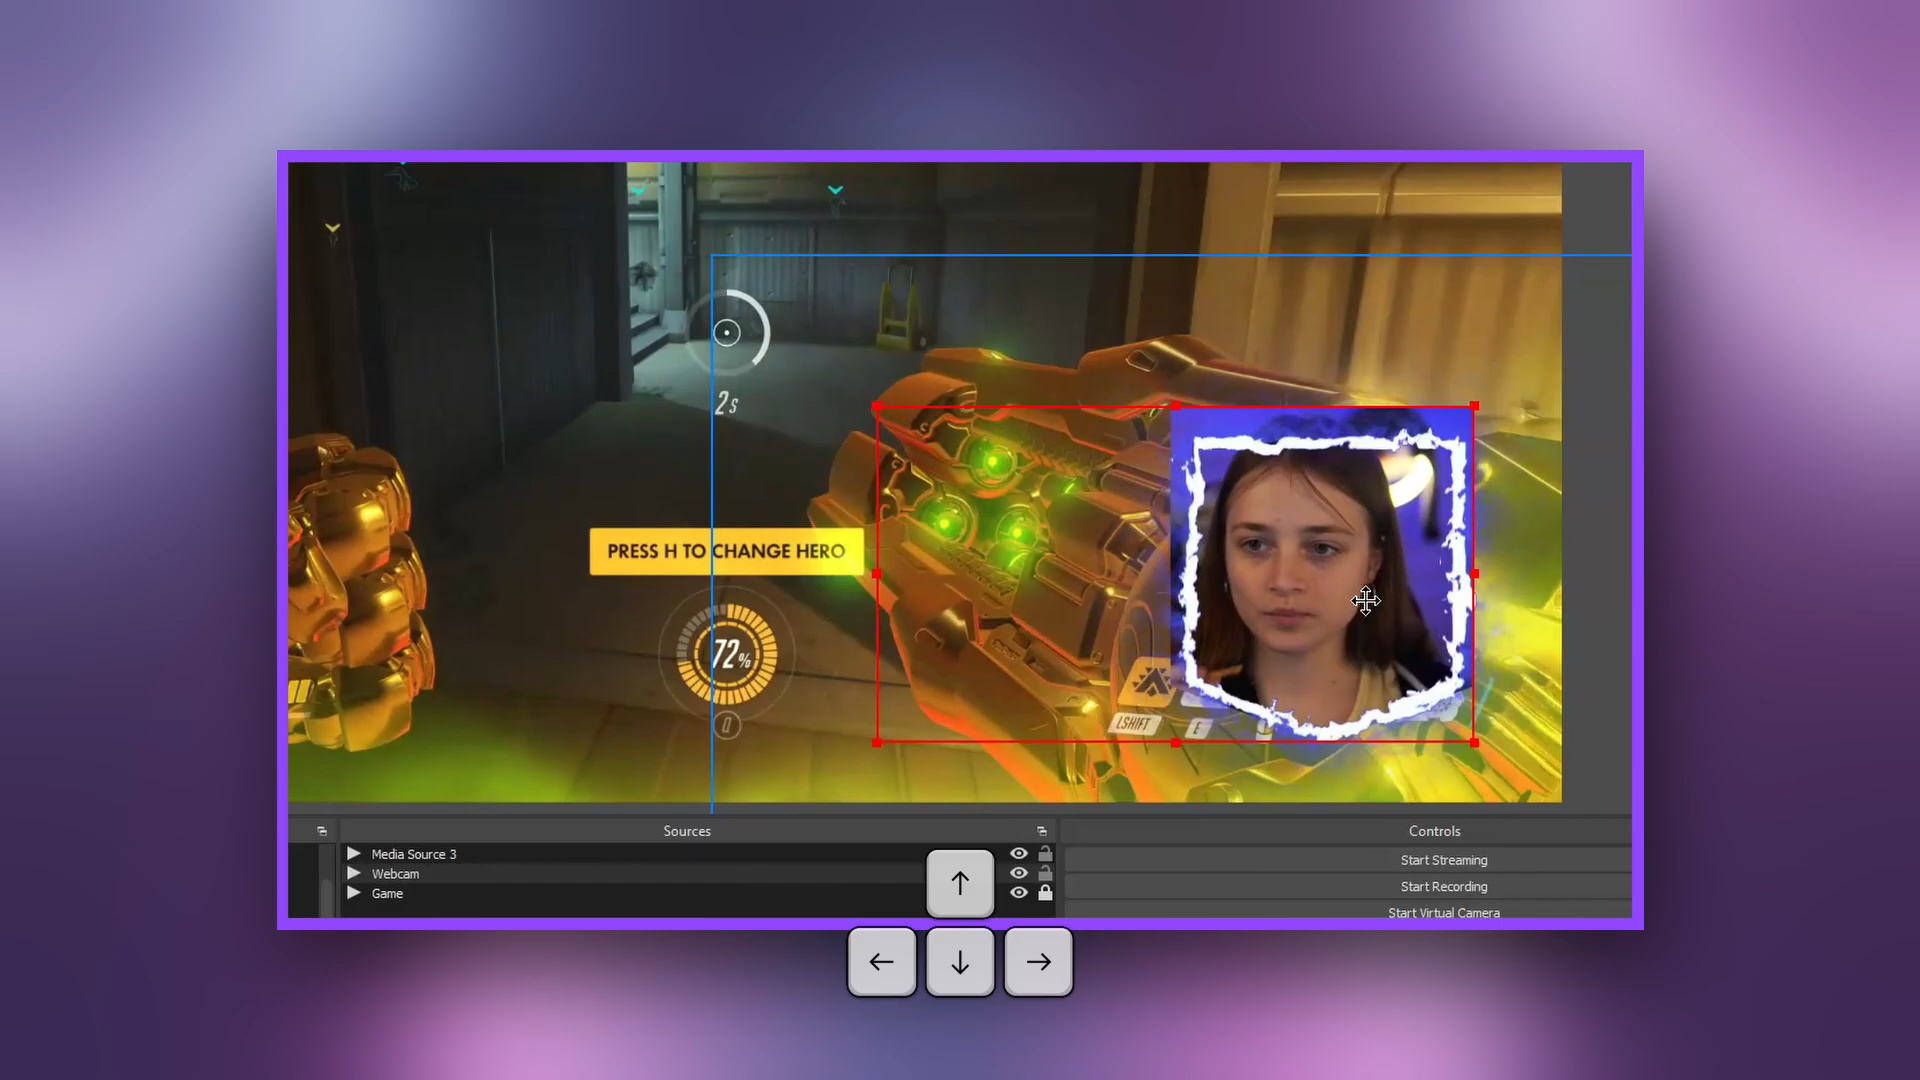 2 s
PRESS H TO CHANGE HERO
72%
Q
LSHIFT
E
Sources
Controls
Media Source 3
Webcam
Game
Start Streaming
Start Recording
Start Virtual Camera